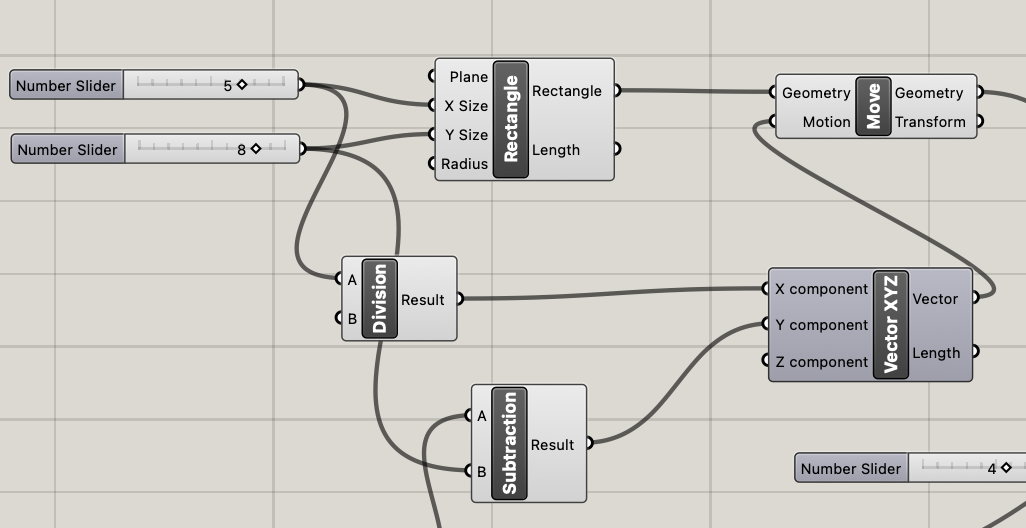 Number Slider 5
Number Slider 8
Plane
X Size
Y Size
Radius
Rectangle
Rectangle
Length
Geometry
Motion
Move
Geometry
Transform
A
B
Division
Result
X component
Y component
Z component
Vector XYZ
Vector
Length
A
B
Subtraction
Result
Number Slider 4